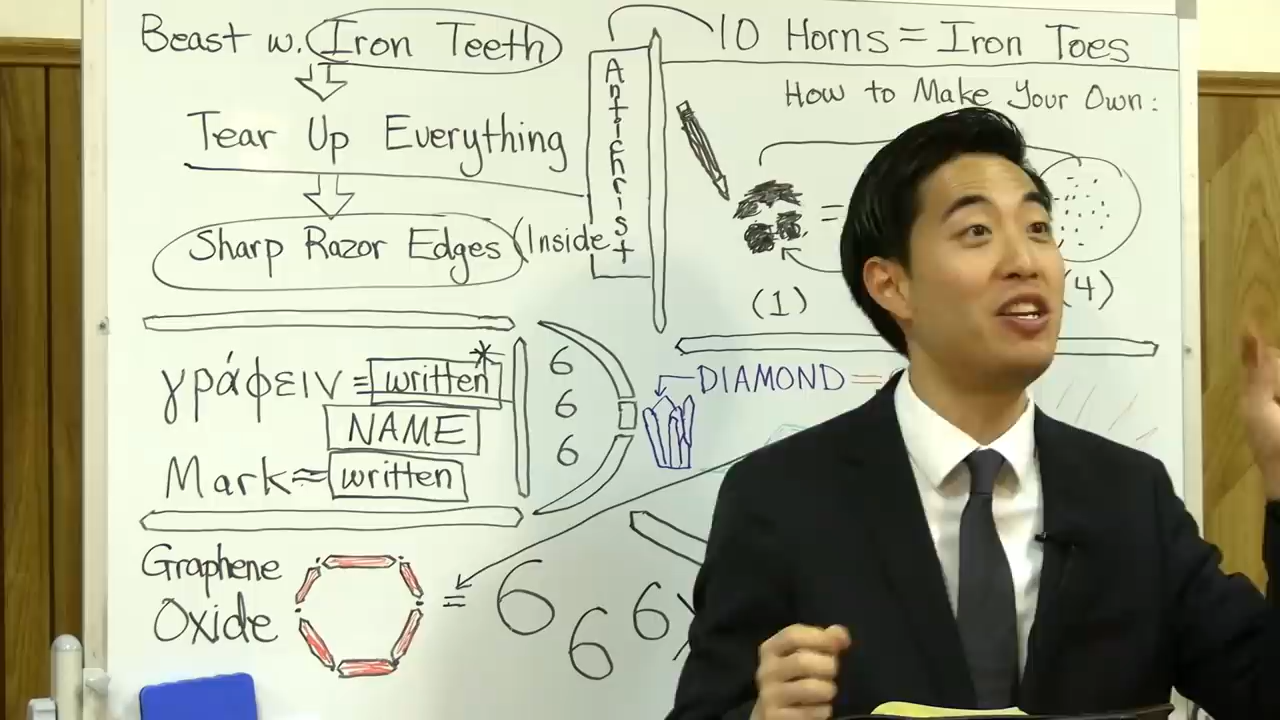 Beast w. Iron Teeth
Tear Up Everything
Sharp Razor Edges (Inside
Antichrist
10 Horns = Iron Toes
How to Make Your Own:
=
(1)
(4)
γράφειν = written*
NAME
Mark ≈ written
6
6
6
DIAMOND =
Graphene
Oxide
= 6 6 6